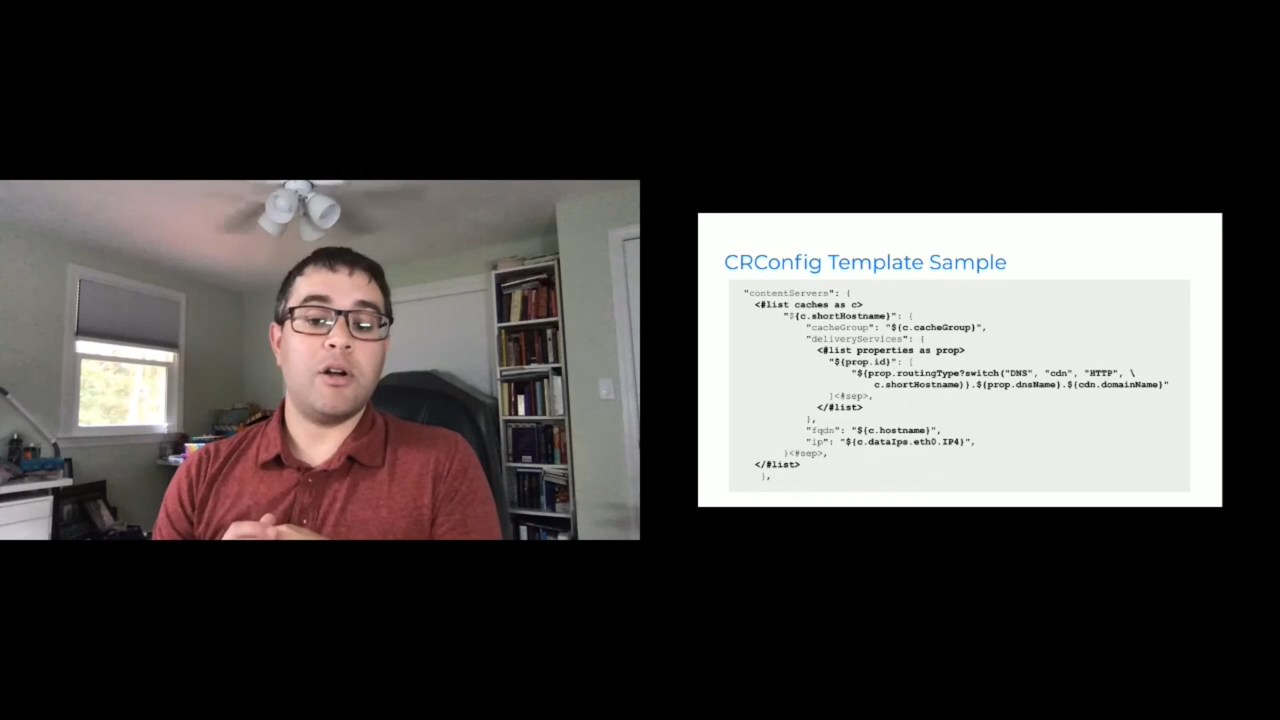 CRConfig Template Sample
"contentServers": {
<#list caches as c>
"${c.shortHostname}": {
"cacheGroup": "${c.cacheGroup}",
"deliveryServices": {
<#list properties as prop>
"${prop.id}": [
"${prop.routingType?switch("DNS", "cdn", "HTTP", \
c.shortHostname)}.${prop.dnsName}.${cdn.domainName}"
]<#sep>,
</#list>
},
"fqdn": "${c.hostname}",
"ip": "${c.dataIps.eth0.IP4}",
}<#sep>,
</#list>
},